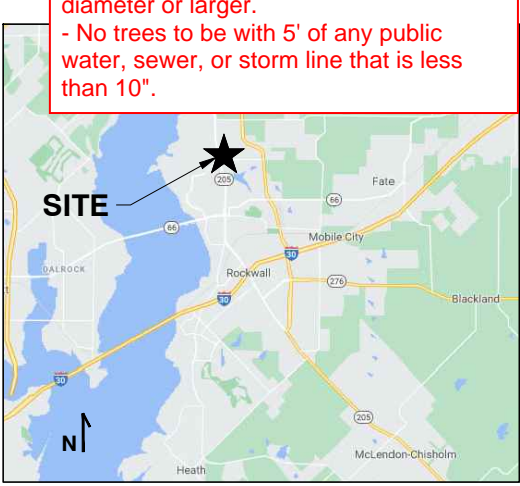 diameter or larger.
- No trees to be with 5' of any public
water, sewer, or storm line that is less
than 10".
SITE
205
Fate
66
66
Mobile City
DALROCK
30
Rockwall
276
30
Blackland
30
205
N
McLendon-Chisholm
Heath